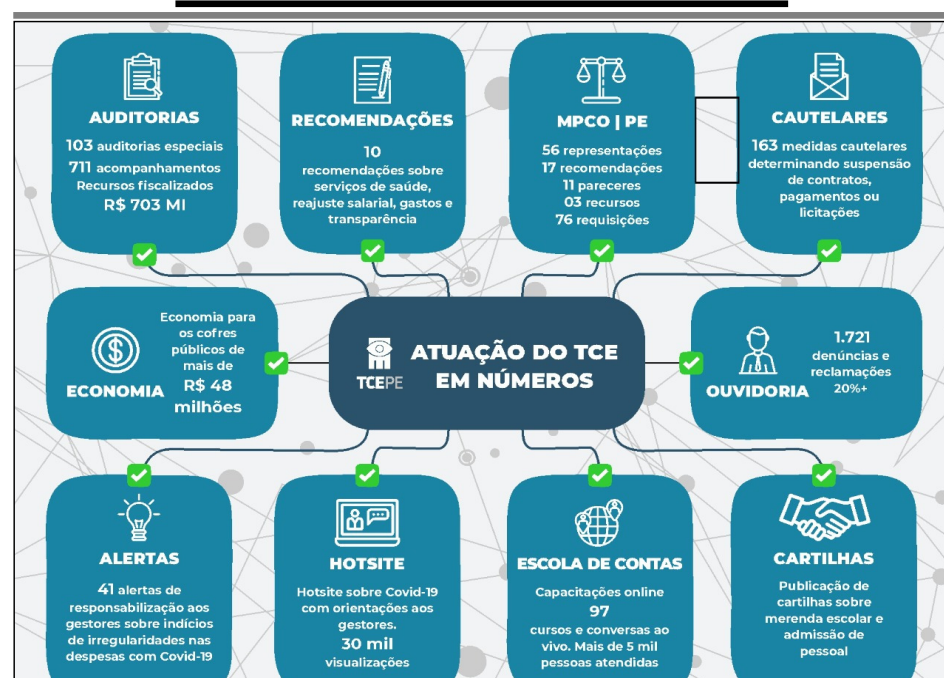 AUDITORIAS
103 auditorias especiais
711 acompanhamentos
Recursos fiscalizados
R$ 703 MI
RECOMENDAÇÕES
10
recomendações sobre
serviços de saúde,
reajuste salarial, gastos e
transparência
MPCO | PE
56 representações
17 recomendações
11 pareceres
03 recursos
76 requisições
CAUTELARES
163 medidas cautelares
determinando suspensão
de contratos,
pagamentos ou
licitações
ECONOMIA
Economia para
os cofres
públicos de
mais de
R$ 48
milhões
TCEPE
ATUAÇÃO DO TCE
EM NÚMEROS
OUVIDORIA
1.721
denúncias e
reclamações
20%+
ALERTAS
41 alertas de
responsabilização aos
gestores sobre indícios
de irregularidades nas
despesas com Covid-19
HOTSITE
Hotsite sobre Covid-19
com orientações aos
gestores.
30 mil
visualizações
ESCOLA DE CONTAS
Capacitações online
97
cursos e conversas ao
vivo. Mais de 5 mil
pessoas atendidas
CARTILHAS
Publicação de
cartilhas sobre
merenda escolar e
admissão de
pessoal